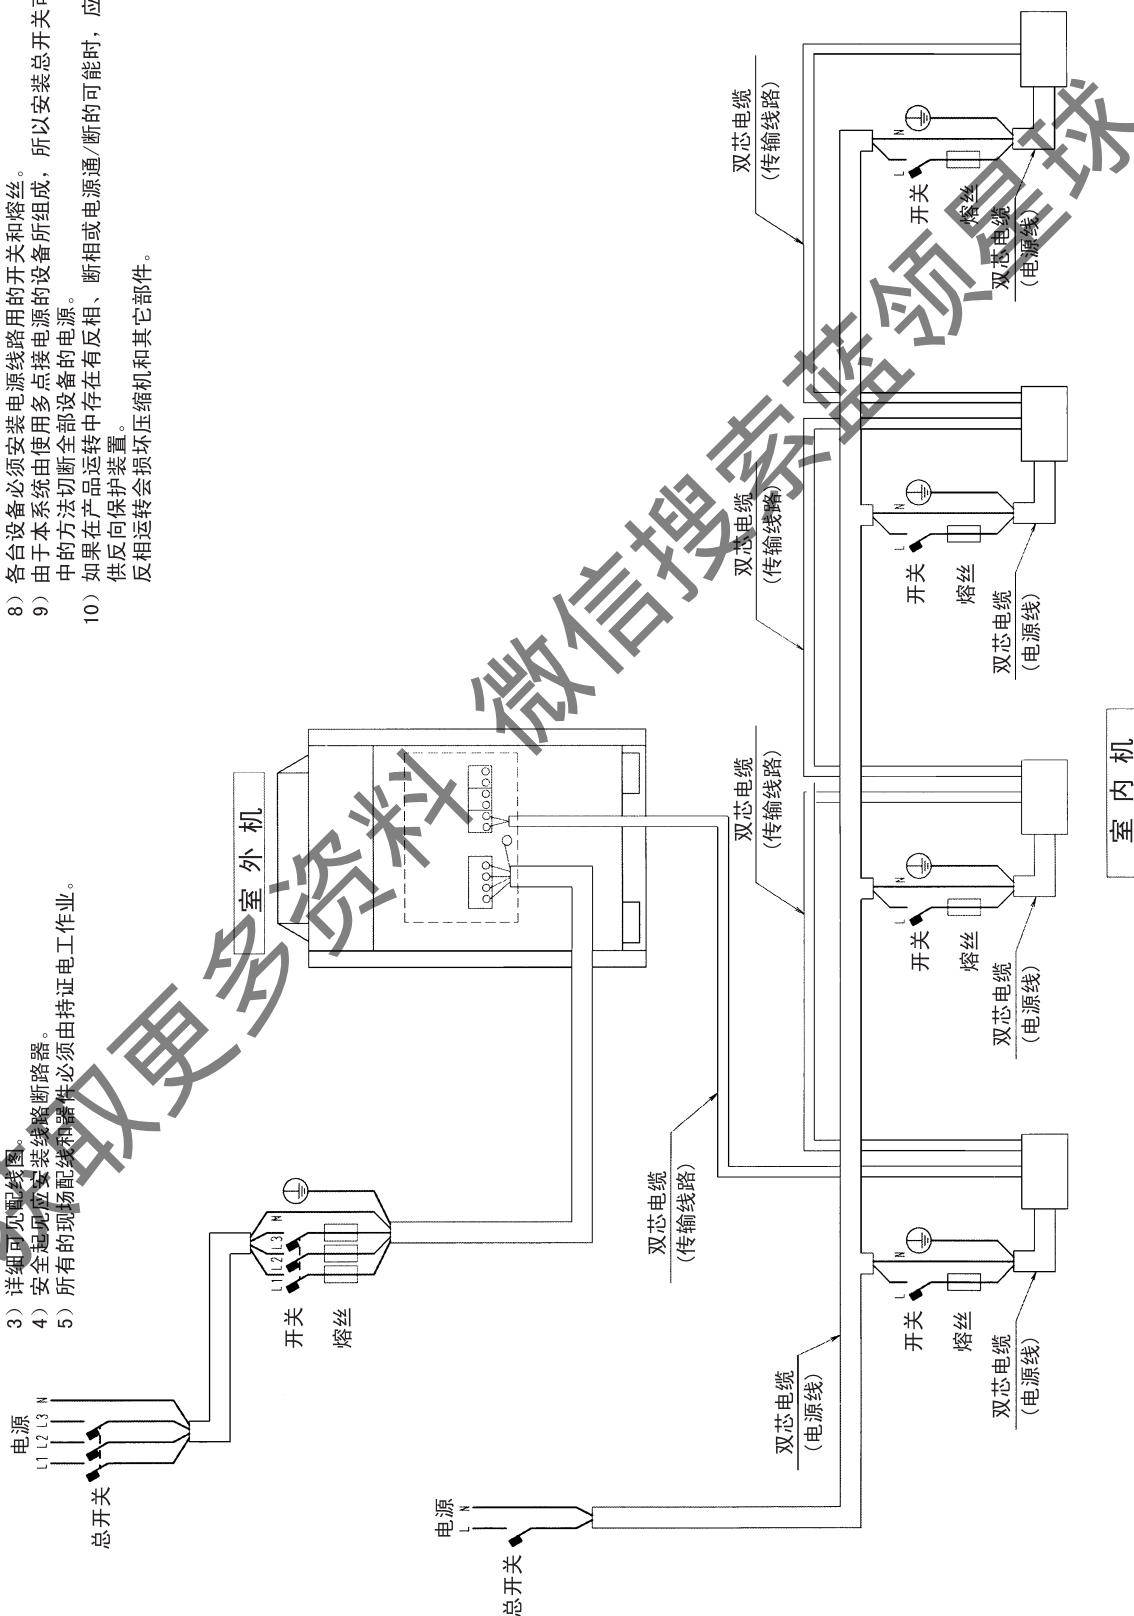 3) 详细可见配线图。
4) 安全起见应安装线路断路器。
5) 所有的现场配线和器件必须由持证电工作业。
8) 各台设备必须安装电源线路用的开关和熔丝。
9) 由于本系统由使用多点接电源的设备所组成，所以安装总开关可
中的方法切断全部设备的电源。
10) 如果在产品运转中存在有反相、断相或电源通/断的可能时，应
供反向保护装置。
反相运转会损坏压缩机和其它部件。
电源
L1 L2 L3 N
总开关
L1 L2 L3 N
开关
熔丝
室外机
电源
L N
总开关
双芯电缆
(电源线)
双芯电缆
(传输线路)
双芯电缆
(传输线路)
双芯电缆
(传输线路)
双芯电缆
(传输线路)
L N
开关
熔丝
双芯电缆
(电源线)
L N
开关
熔丝
双芯电缆
(电源线)
L N
开关
熔丝
双芯电缆
(电源线)
L N
开关
熔丝
双芯电缆
(电源线)
室内机
获取更多资料 微信搜索蓝领星球